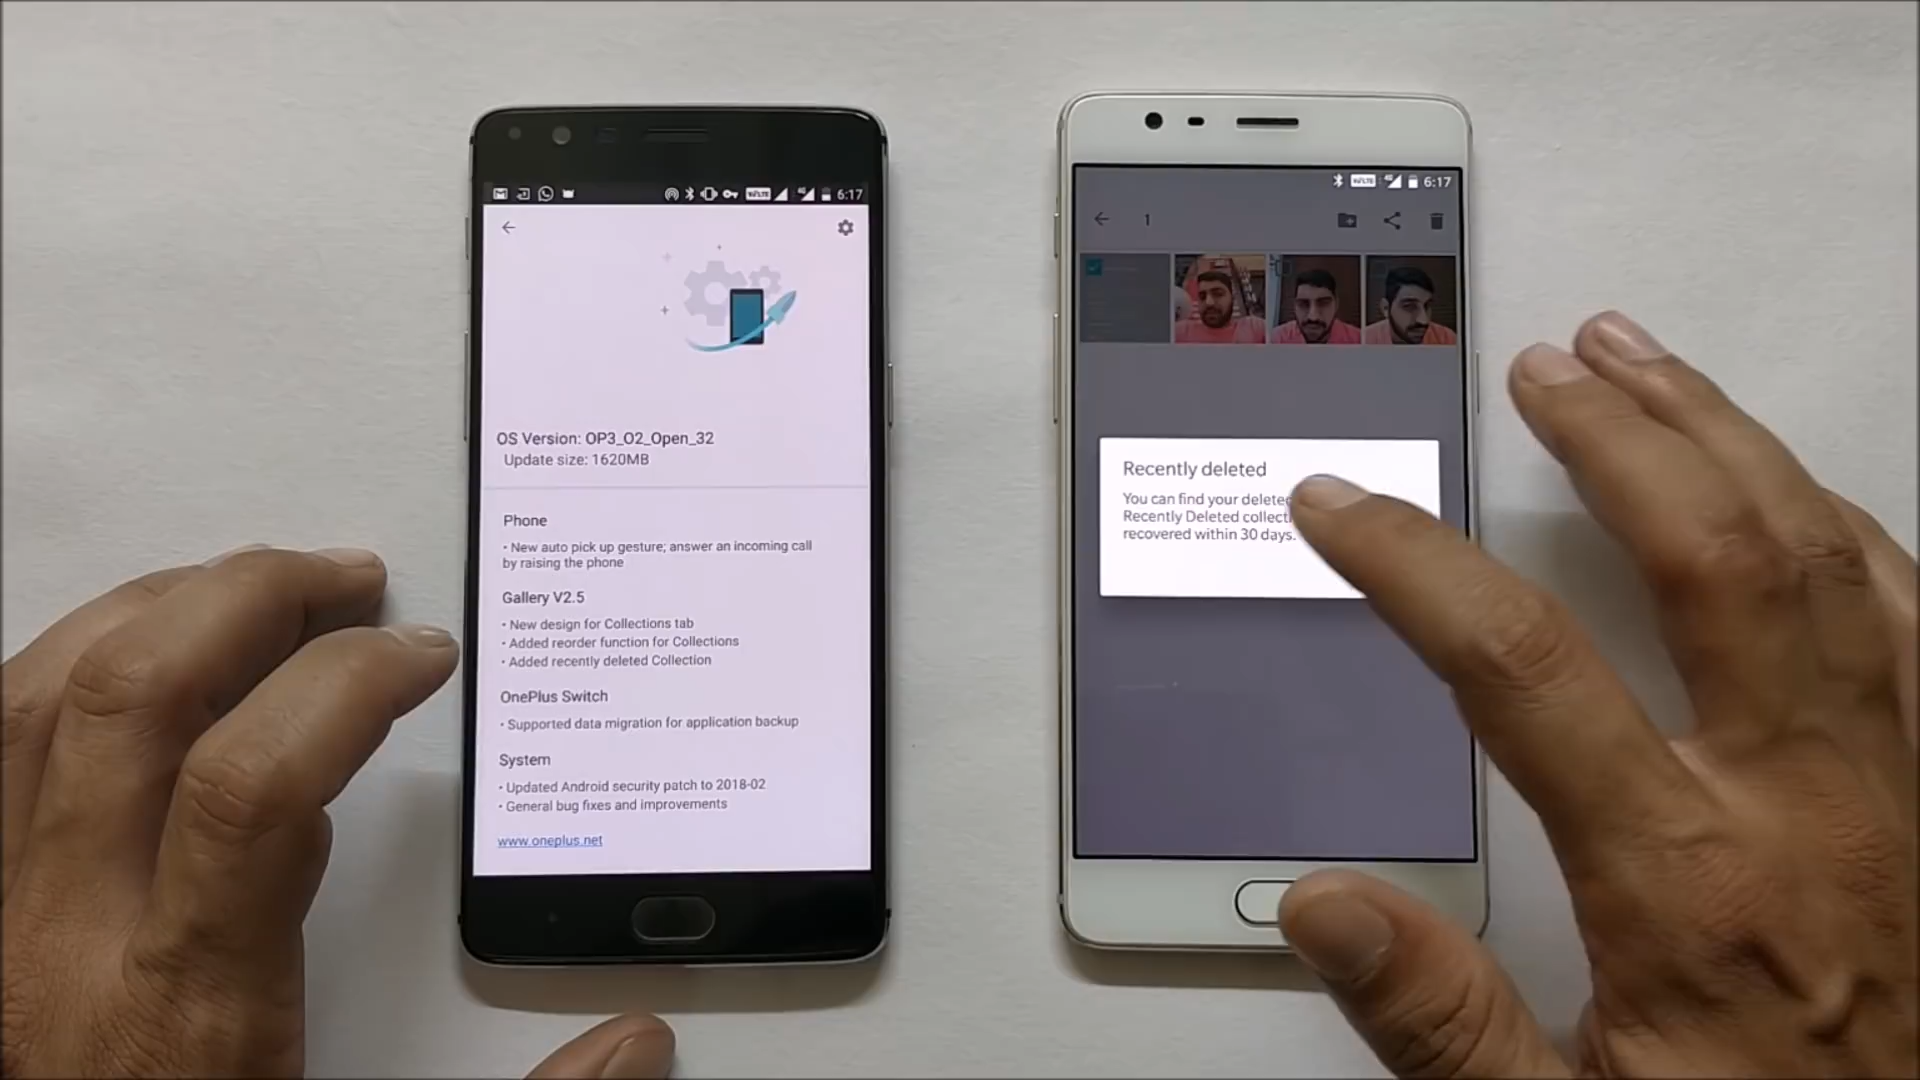 6:17
OS Version: OP3_O2_Open_32
Update size: 1620MB
Phone
• New auto pick up gesture; answer an incoming call
by raising the phone
Gallery V2.5
• New design for Collections tab
• Added reorder function for Collections
• Added recently deleted Collection
OnePlus Switch
• Supported data migration for application backup
System
• Updated Android security patch to 2018-02
• General bug fixes and improvements
www.oneplus.net
6:17
1
Recently deleted
You can find your deleted
Recently Deleted
recovered within 30 days.